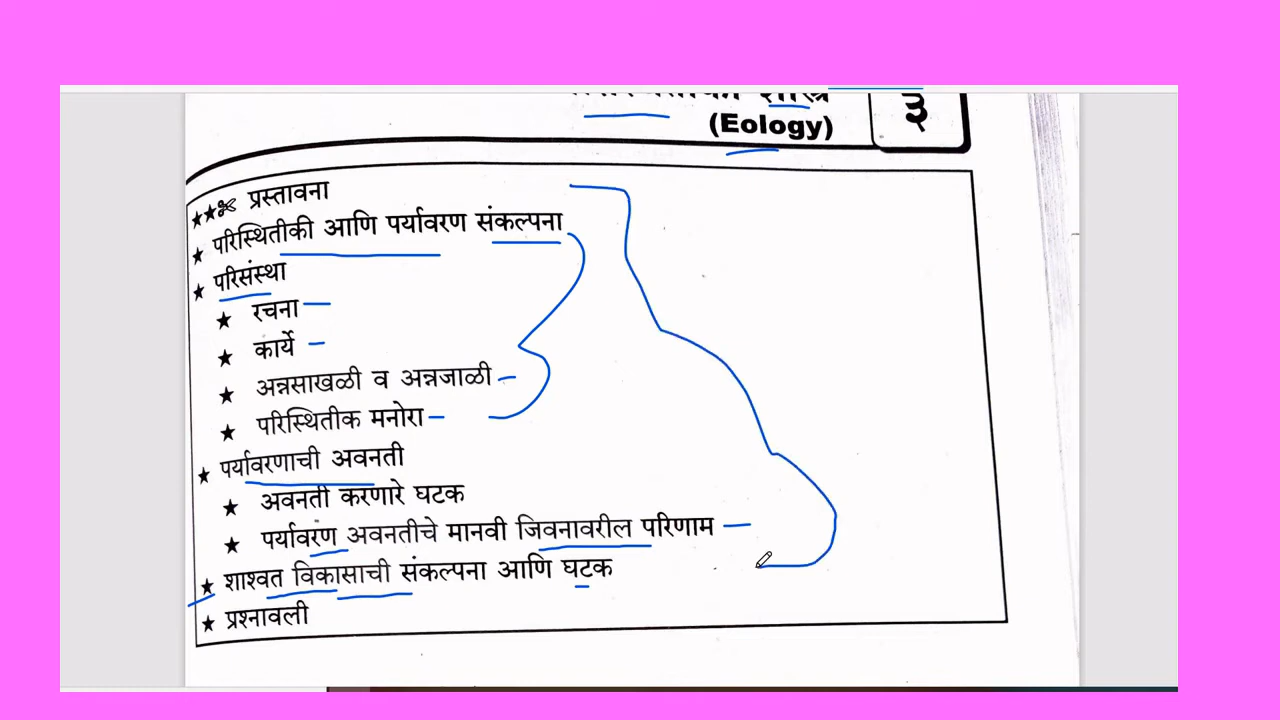 शास्त्र
३
(Eology)
★★✂ प्रस्तावना
★ परिस्थितीकी आणि पर्यावरण संकल्पना
★ परिसंस्था
★ रचना
★ कार्ये
★ अन्नसाखळी व अन्नजाळी
★ परिस्थितीक मनोरा
★ पर्यावरणाची अवनती
★ अवनती करणारे घटक
★ पर्यावरंण अवनतीचे मानवी जिवनावरील परिणाम
★ शाश्वत विकासाची संकल्पना आणि घटक
★ प्रश्नावली